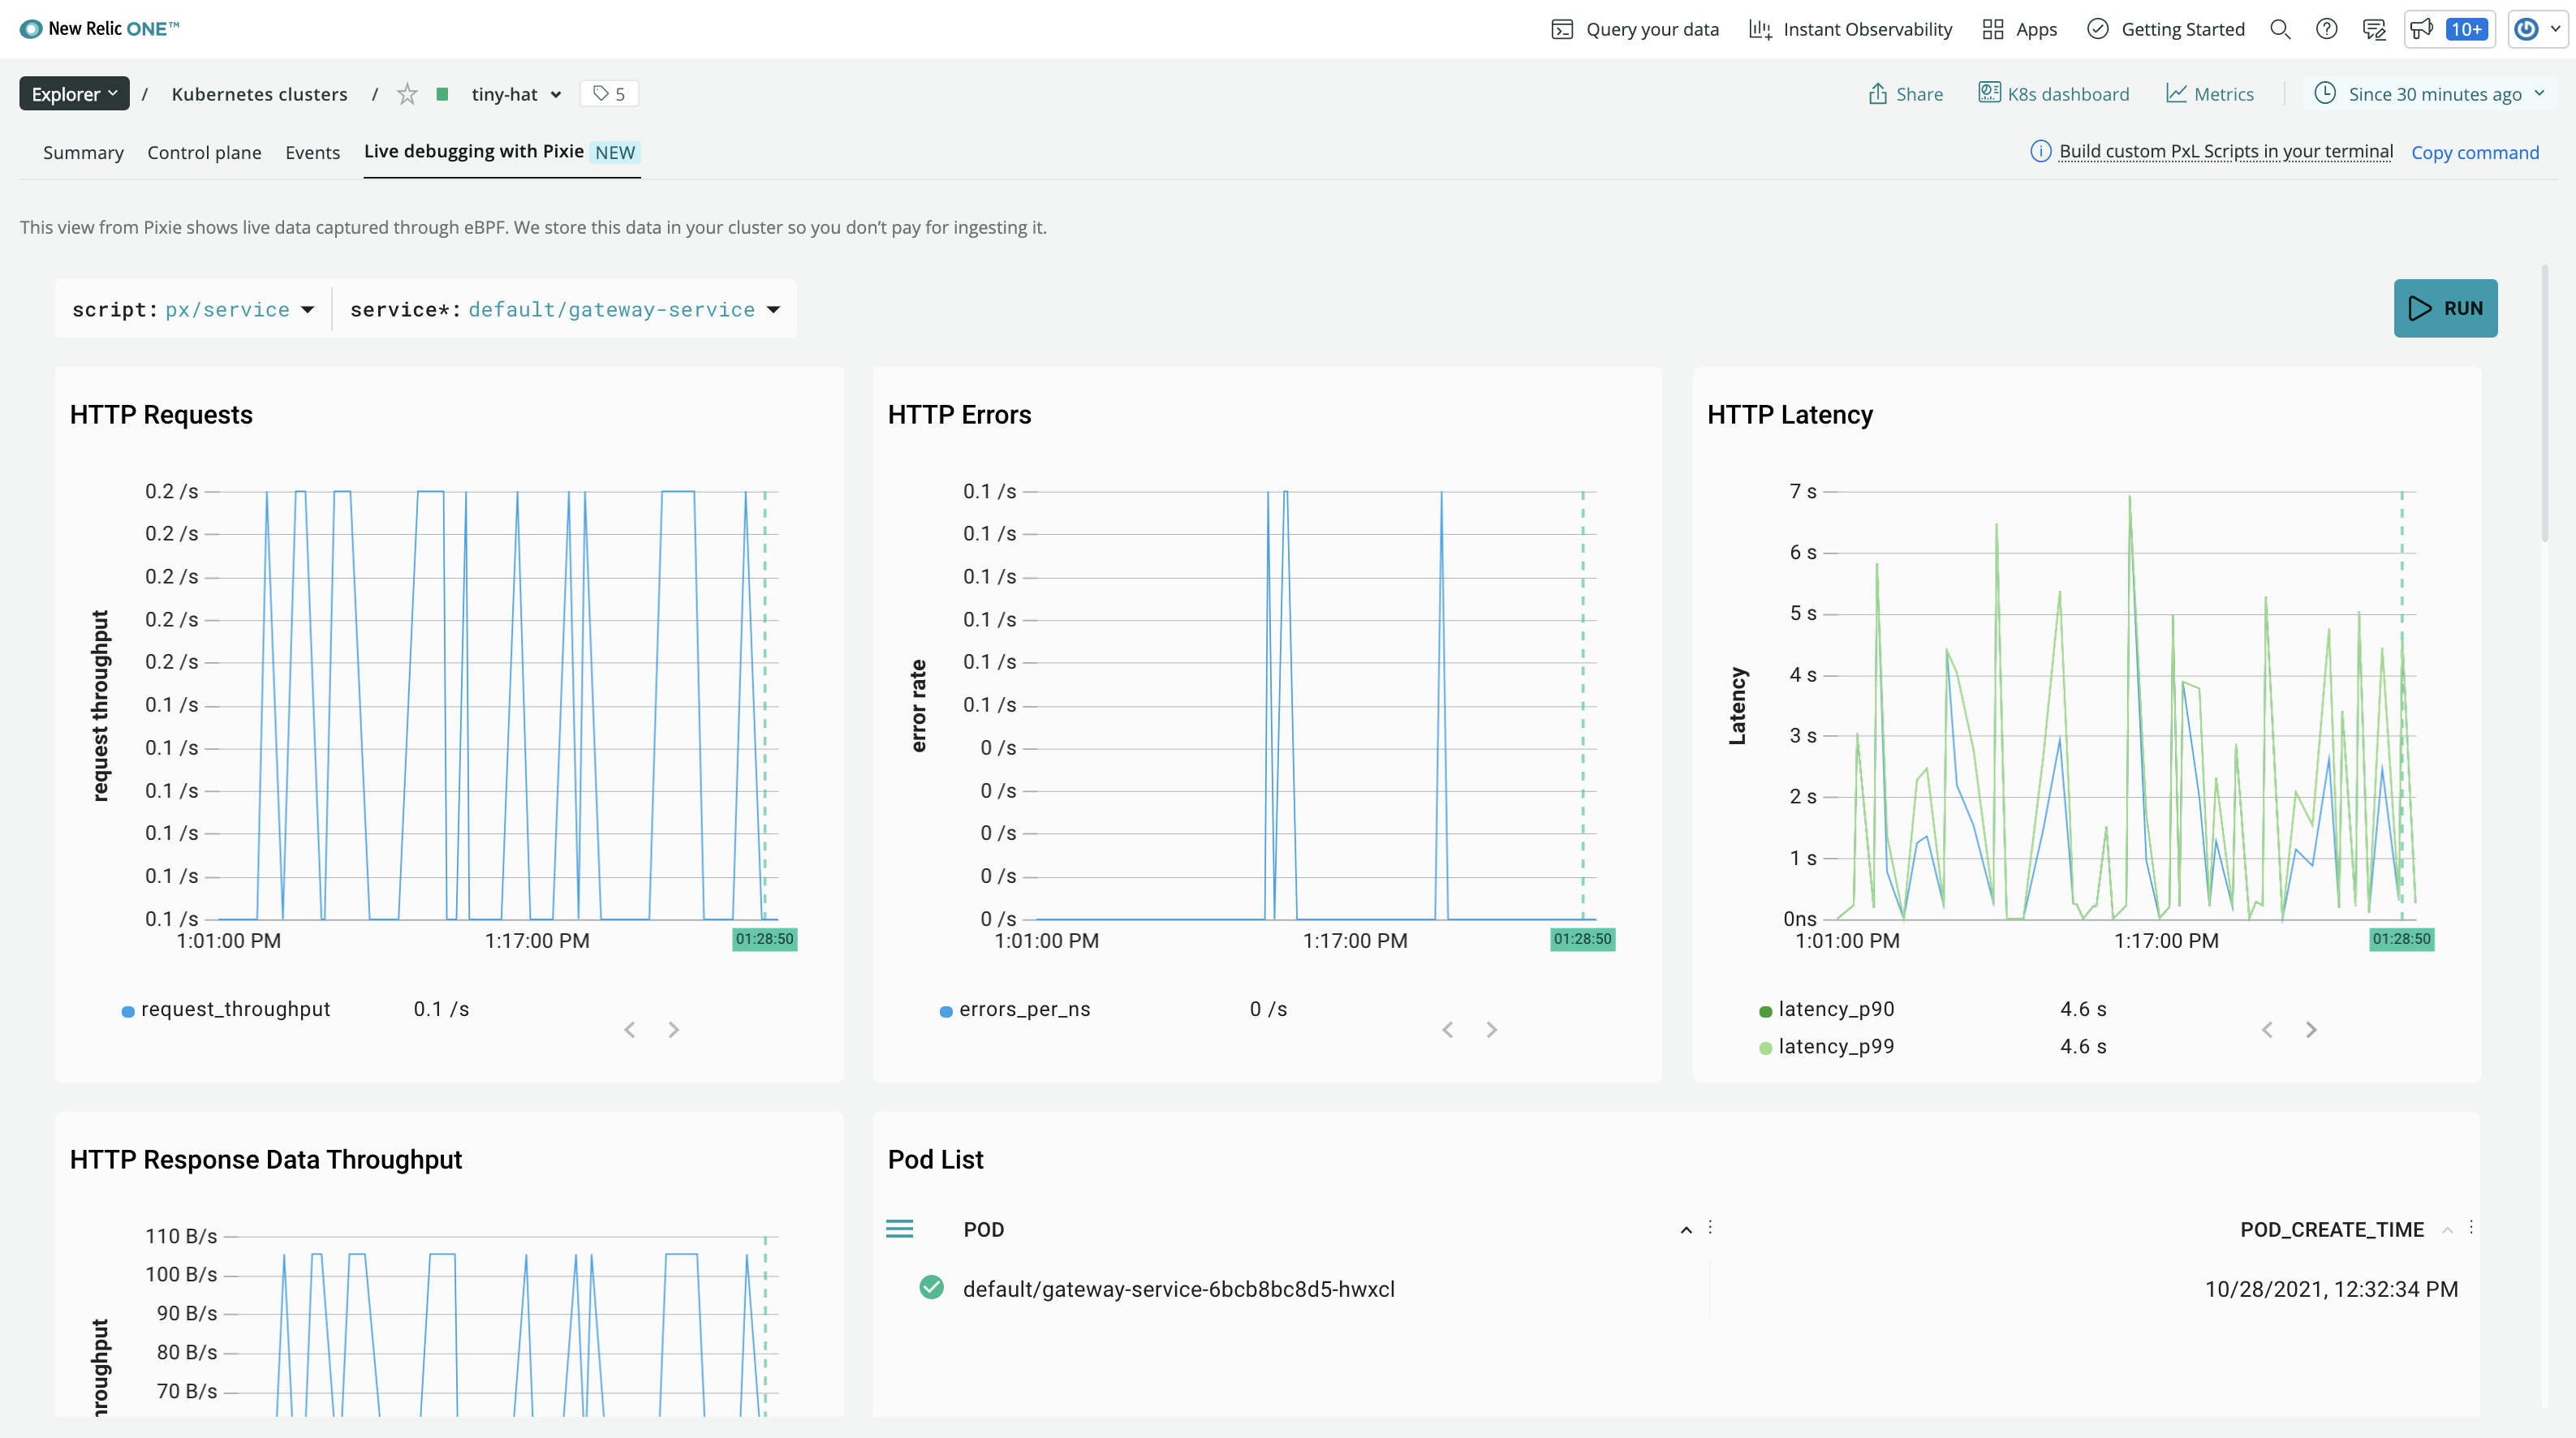 New Relic ONE™
Query your data
Instant Observability
Apps
Getting Started
10+
Explorer / Kubernetes clusters / tiny-hat 5
Share
K8s dashboard
Metrics
Since 30 minutes ago
Summary
Control plane
Events
Live debugging with Pixie NEW
Build custom PxL Scripts in your terminal
Copy command
This view from Pixie shows live data captured through eBPF. We store this data in your cluster so you don't pay for ingesting it.
script: px/service
service*: default/gateway-service
RUN
HTTP Requests
request throughput
0.2 /s
0.2 /s
0.2 /s
0.2 /s
0.2 /s
0.1 /s
0.1 /s
0.1 /s
0.1 /s
0.1 /s
0.1 /s
1:01:00 PM
1:17:00 PM
01:28:50
request_throughput 0.1 /s
HTTP Errors
error rate
0.1 /s
0.1 /s
0.1 /s
0.1 /s
0.1 /s
0.1 /s
0 /s
0 /s
0 /s
0 /s
0 /s
1:01:00 PM
1:17:00 PM
01:28:50
errors_per_ns 0 /s
HTTP Latency
Latency
7 s
6 s
5 s
4 s
3 s
2 s
1 s
0ns
1:01:00 PM
1:17:00 PM
01:28:50
latency_p90 4.6 s
latency_p99 4.6 s
HTTP Response Data Throughput
110 B/s
100 B/s
90 B/s
80 B/s
70 B/s
hroughput
Pod List
POD
POD_CREATE_TIME
default/gateway-service-6bcb8bc8d5-hwxcl
10/28/2021, 12:32:34 PM